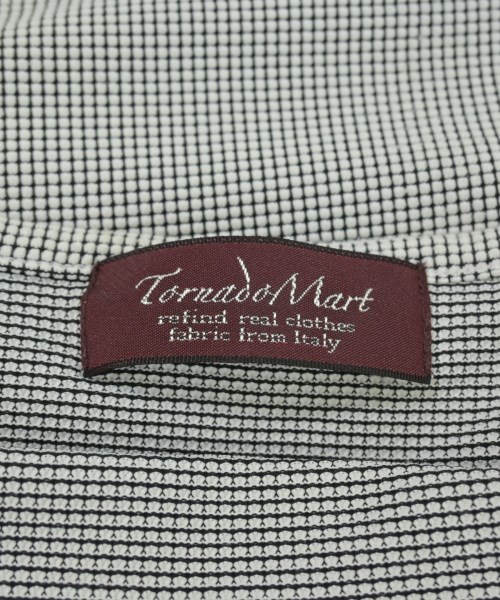 TornadoMart
refind real clothes
fabric from Italy